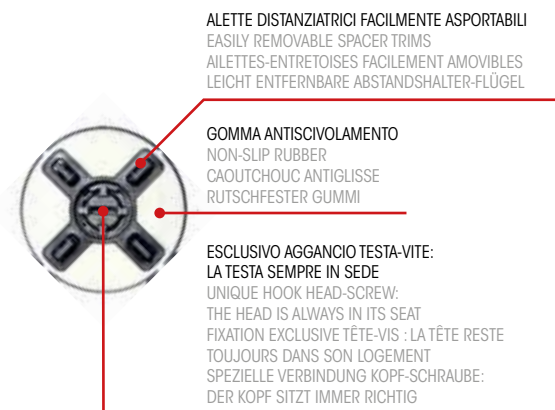 ALETTE DISTANZIATRICI FACILMENTE ASPORTABILI
EASILY REMOVABLE SPACER TRIMS
AILETTES-ENTRETOISES FACILEMENT AMOVIBLES
LEICHT ENTFERNBARE ABSTANDSHALTER-FLÜGEL
GOMMA ANTISCIVOLAMENTO
NON-SLIP RUBBER
CAOUTCHOUC ANTIGLISSE
RUTSCHFESTER GUMMI
ESCLUSIVO AGGANCIO TESTA-VITE:
LA TESTA SEMPRE IN SEDE
UNIQUE HOOK HEAD-SCREW:
THE HEAD IS ALWAYS IN ITS SEAT
FIXATION EXCLUSIVE TÊTE-VIS : LA TÊTE RESTE
TOUJOURS DANS SON LOGEMENT
SPEZIELLE VERBINDUNG KOPF-SCHRAUBE:
DER KOPF SITZT IMMER RICHTIG